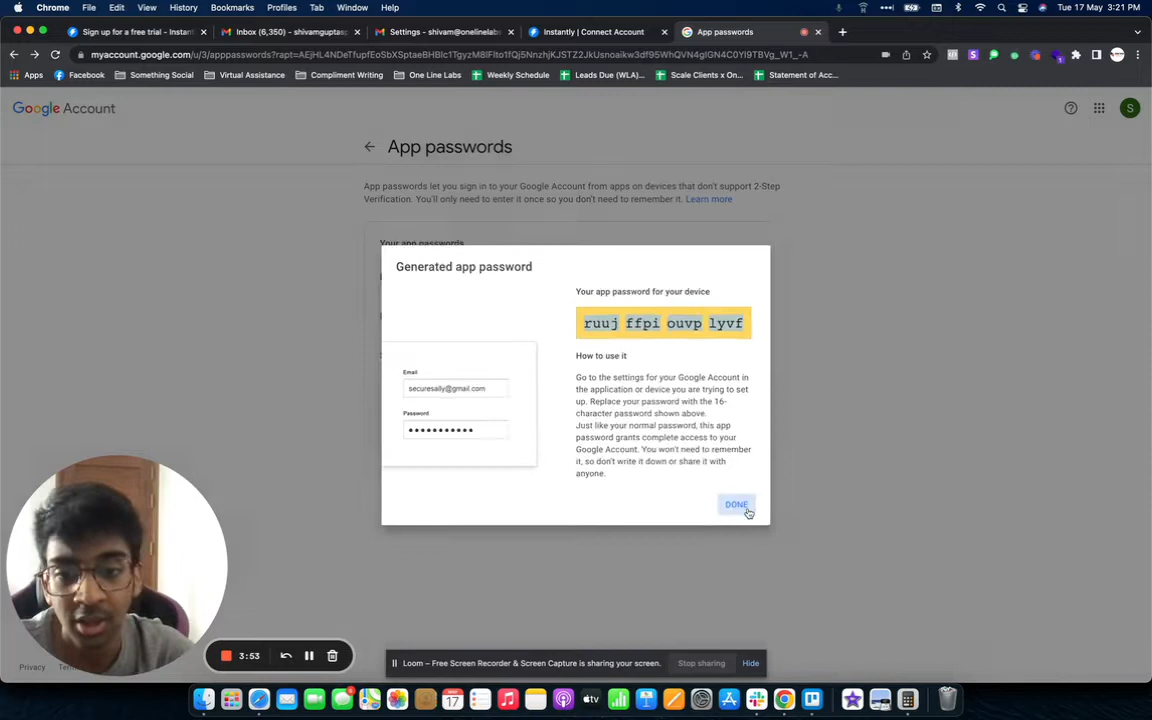 Chrome File Edit View History Bookmarks Profiles Tab Window Help
Tue 17 May 3:21 PM
Sign up for a free trial - Instant
Inbox (6,350) - shivamguptas
Settings - shivam@onelinelabs
Instantly | Connect Account
App passwords
Apps
Facebook
Something Social
Virtual Assistance
Compliment Writing
One Line Labs
Weekly Schedule
Leads Due (WLA)...
Scale Clients x On...
Statement of Acc...
Google Account
S
App passwords
App passwords let you sign in to your Google Account from apps on devices that don't support 2-Step
Verification. You'll only need to enter it once so you don't need to remember it. Learn more
Your app passwords
Generated app password
Your app password for your device
ruuj ffpi ouvp lyvf
Email
securesally@gmail.com
Password
How to use it
Go to the settings for your Google Account in
the application or device you are trying to set
up. Replace your password with the 16-
character password shown above.
Just like your normal password, this app
password grants complete access to your
Google Account. You won't need to remember
it, so don't write it down or share it with
anyone.
DONE
3:53
Loom – Free Screen Recorder & Screen Capture is sharing your screen.
Stop sharing
Hide
Privacy